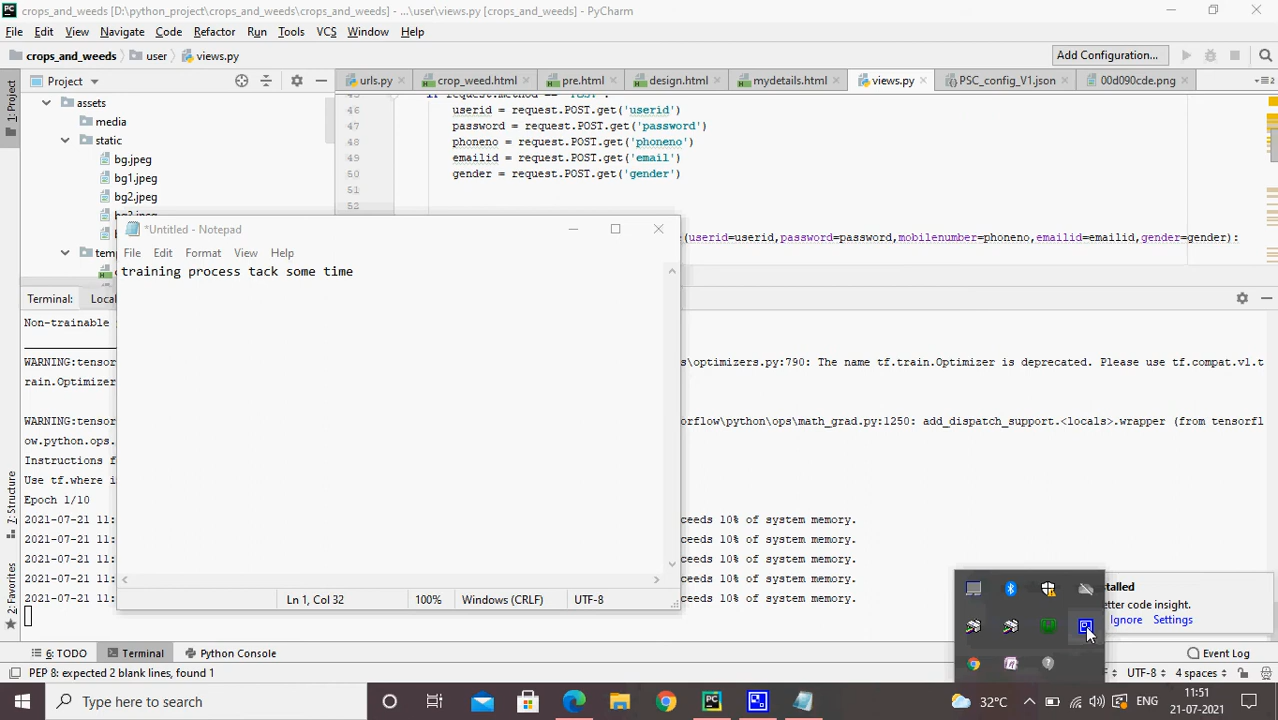 PC crops_and_weeds [D:\python_project\crops_and_weeds\crops_and_weeds] - ...\user\views.py [crops_and_weeds] - PyCharm
File Edit View Navigate Code Refactor Run Tools VCS Window Help
crops_and_weeds user views.py Add Configuration...
1: Project Project urls.py crop_weed.html pre.html design.html mydetails.html views.py PSC_config_V1.json 00d090cde.png
assets
media
static
bg.jpeg
bg1.jpeg
bg2.jpeg
46 userid = request.POST.get('userid')
47 password = request.POST.get('password')
48 phoneno = request.POST.get('phoneno')
49 emailid = request.POST.get('email')
50 gender = request.POST.get('gender')
51
52
(userid=userid,password=password,mobilenumber=phoneno,emailid=emailid,gender=gender):
*Untitled - Notepad
File Edit Format View Help
training process tack some time
Ln 1, Col 32 100% Windows (CRLF) UTF-8
Terminal: Loca
Non-trainable
WARNING:tensor s\optimizers.py:790: The name tf.train.Optimizer is deprecated. Please use tf.compat.v1.t
rain.Optimizer
WARNING:tensor orflow\python\ops\math_grad.py:1250: add_dispatch_support.<locals>.wrapper (from tensorfl
ow.python.ops.
Instructions f
Use tf.where i
Epoch 1/10
2021-07-21 11: ceeds 10% of system memory.
2021-07-21 11: ceeds 10% of system memory.
2021-07-21 11: ceeds 10% of system memory.
2021-07-21 11: ceeds 10% of system memory.
2021-07-21 11: ceeds 10% of system memory.
7: Structure
2: Favorites
stalled
etter code insight.
Ignore Settings
6: TODO Terminal Python Console Event Log
PEP 8: expected 2 blank lines, found 1 UTF-8 4 spaces
Type here to search 32°C ENG 11:51
21-07-2021